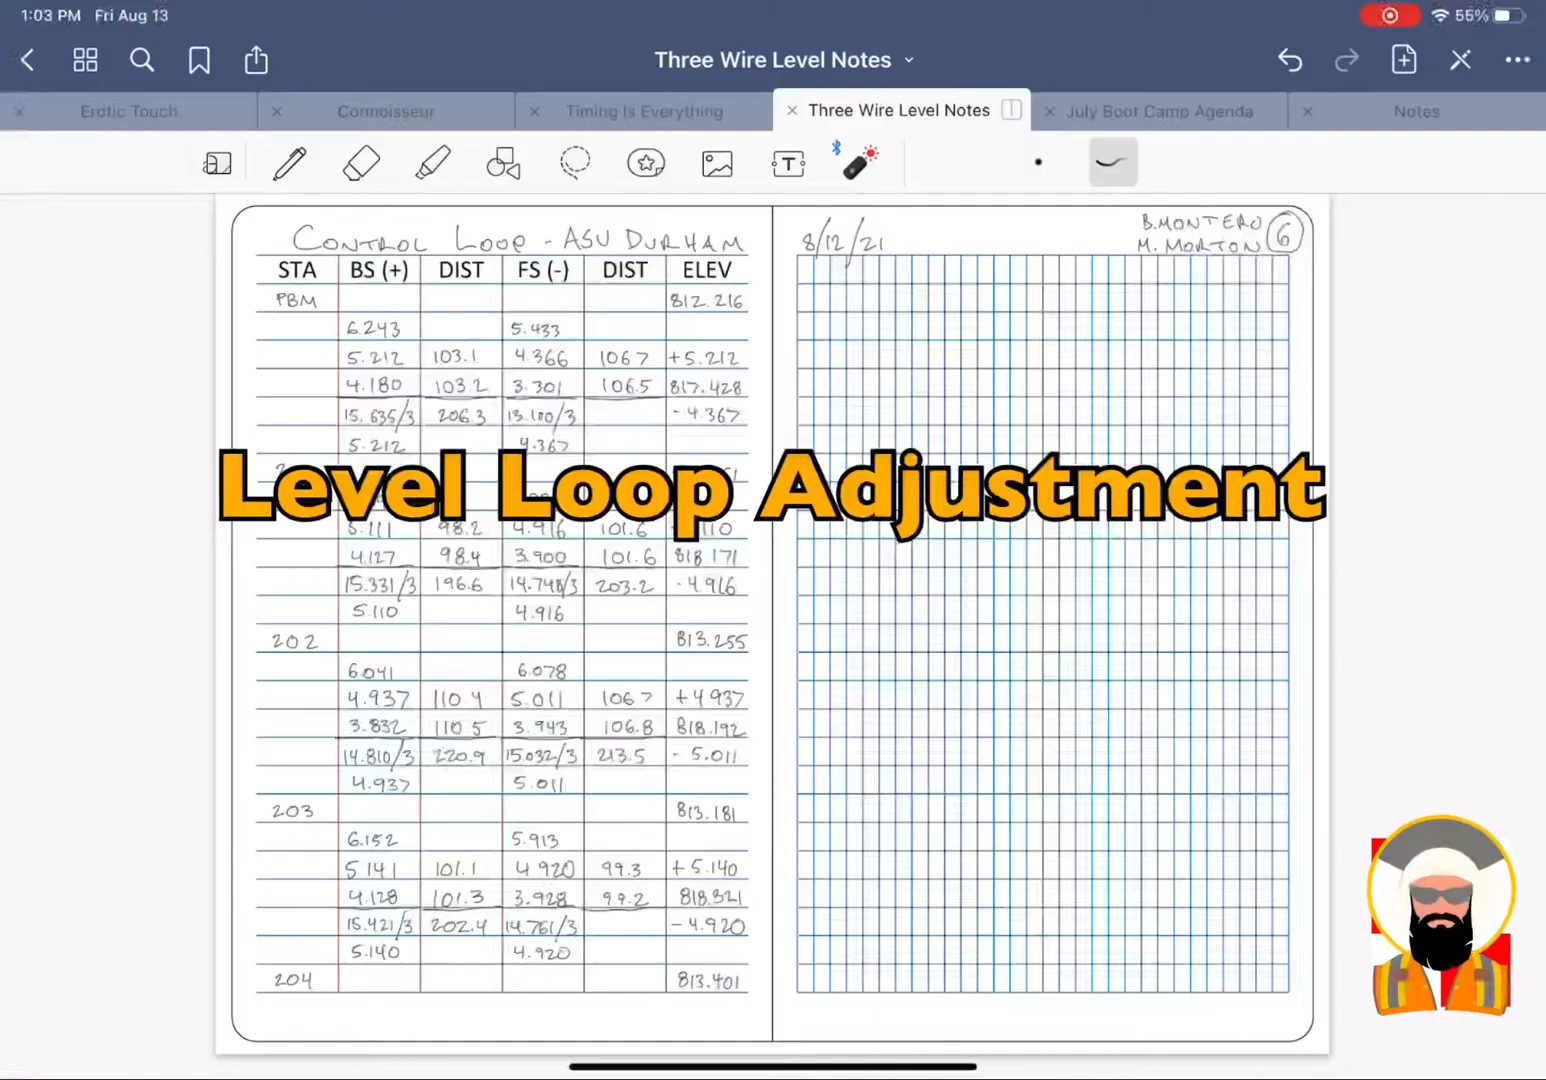 1:03 PM Fri Aug 13
55%
Three Wire Level Notes
Erotic Touch
Connoisseur
Timing Is Everything
Three Wire Level Notes
July Boot Camp Agenda
Notes
T
CONTROL LOOP - ASU DURHAM
STA BS (+) DIST FS (-) DIST ELEV
PBM 812.216
6.243 5.433
5.212 103.1 4.366 106 7 +5.212
4.180 103.2 3.301 106.5 817.428
15.635/3 206.3 13.100/3 -4.367
5.212 4.367
Level Loop Adjustment
5.111 98.2 4.916 101.6
4.127 98.4 3.900 101.6 818 171
15.331/3 196.6 14.748/3 203.2 -4.916
5.110 4.916
202 813.255
6.041 6.078
4.937 110 4 5.011 106 7 +4 937
3.832 110 5 3.943 106.8 818.192
14.810/3 220.9 15.032/3 213.5 - 5.011
4.937 5.011
203 813.181
6.152 5.913
5 141 101.1 4 920 99.3 +5.140
4.128 101.3 3.928 99.2 818.321
15.421/3 202.4 14.761/3 -4.920
5.140 4.920
204 813.401
8/12/21
B.MONTERO
M. MORTON
6